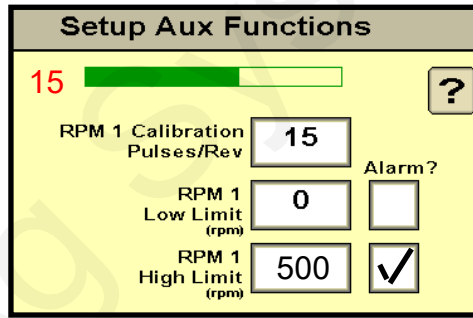 Setup Aux Functions
15
?
RPM 1 Calibration
Pulses/Rev
15
Alarm?
RPM 1
Low Limit
(rpm)
0
RPM 1
High Limit
(rpm)
500